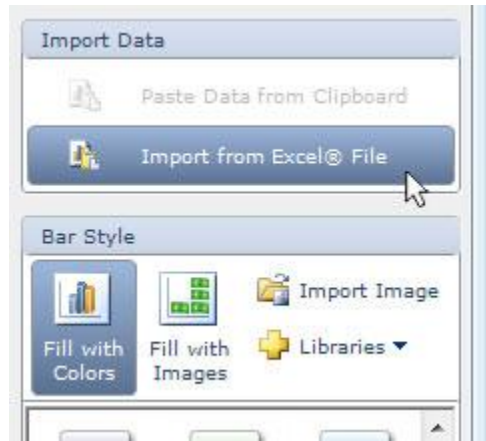 Import Data
Paste Data from Clipboard
Import from Excel® File
Bar Style
Fill with
Colors
Fill with
Images
Import Image
Libraries